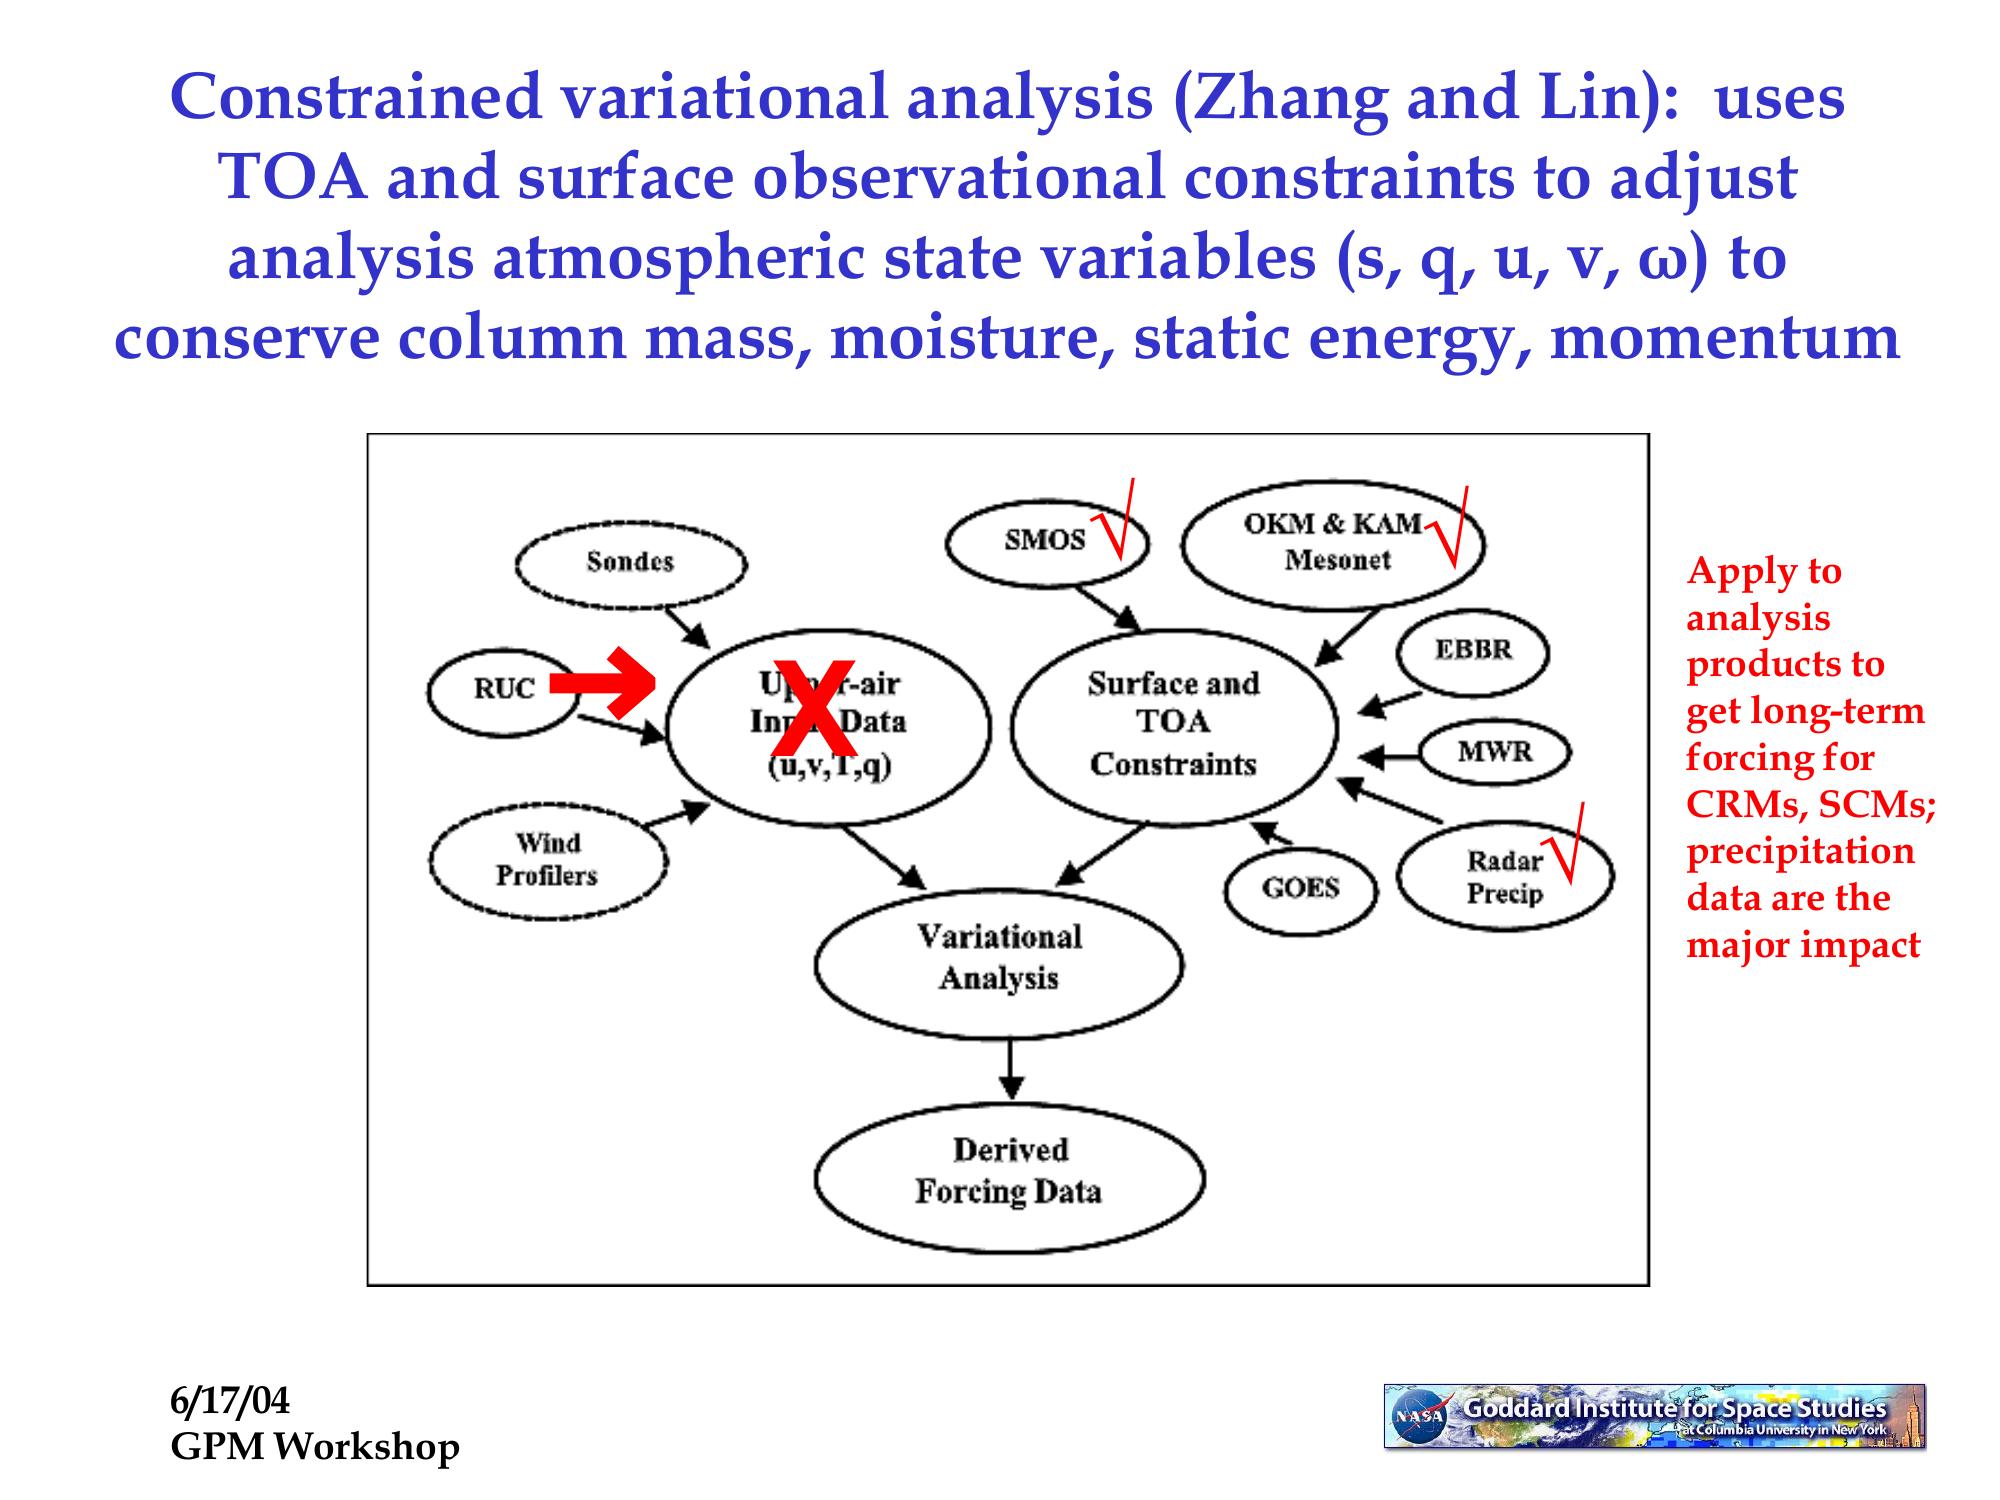 Constrained variational analysis (Zhang and Lin):  uses
TOA and surface observational constraints to adjust
analysis atmospheric state variables (s, q, u, v, ω) to
conserve column mass, moisture, static energy, momentum
Sondes
SMOS √
OKM & KAM √
Mesonet
RUC
Upper-air
Input Data
(u,v,T,q)
X
Surface and
TOA
Constraints
EBBR
MWR
Wind
Profilers
GOES
Radar √
Precip
Variational
Analysis
Derived
Forcing Data
Apply to
analysis
products to
get long-term
forcing for
CRMs, SCMs;
precipitation
data are the
major impact
6/17/04
GPM Workshop
NASA
Goddard Institute for Space Studies
at Columbia University in New York